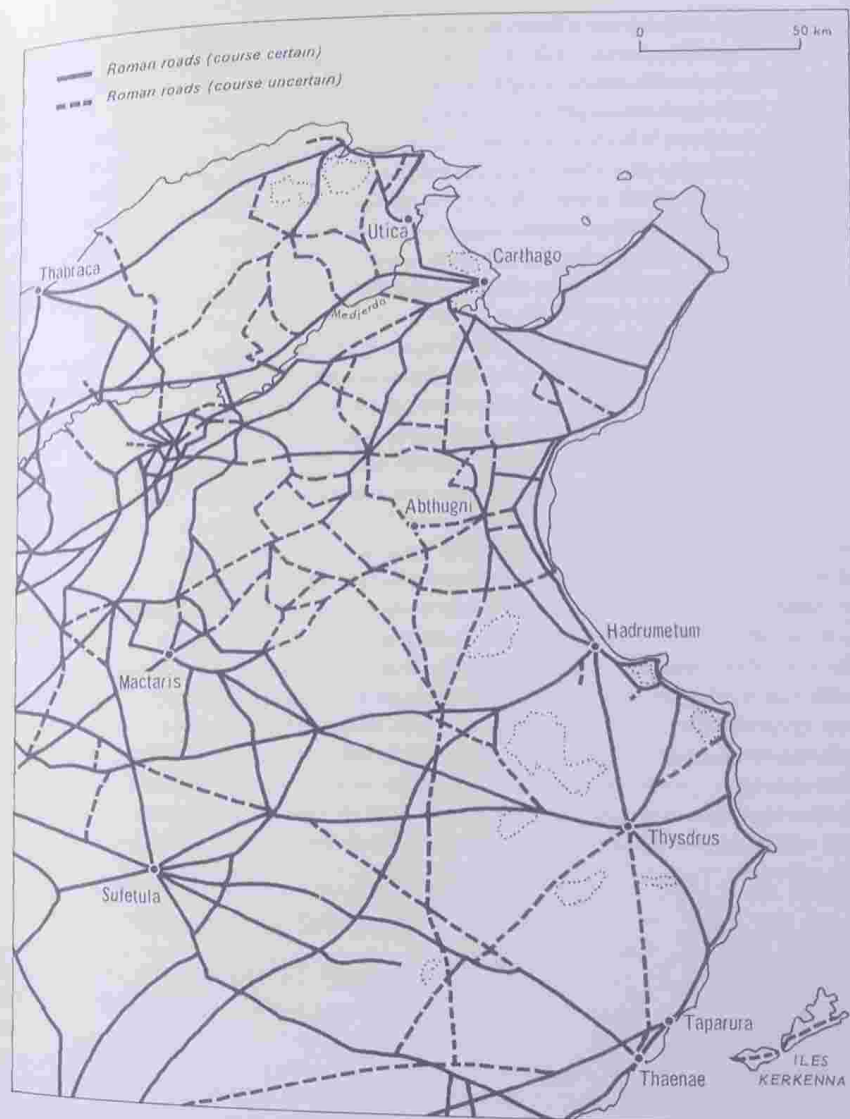 0 50 km
Roman roads (course certain)
Roman roads (course uncertain)
Utica
Carthago
Thabraca
Medjerda
Abthugni
Hadrumetum
Mactaris
Thysdrus
Sufetula
Taparura
Thaenae
ILES
KERKENNA